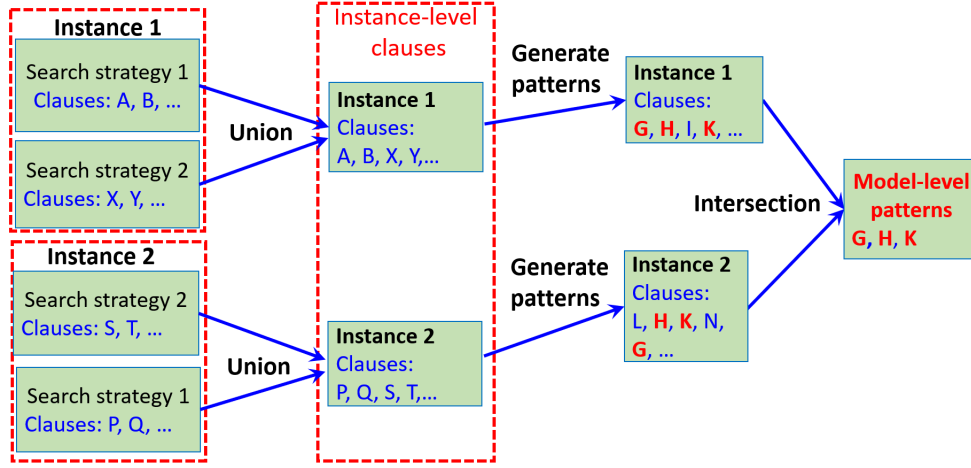 Instance 1
Search strategy 1
Clauses: A, B, ...
Search strategy 2
Clauses: X, Y, ...
Instance 2
Search strategy 2
Clauses: S, T, ...
Search strategy 1
Clauses: P, Q, ...
Union
Union
Instance-level
clauses
Instance 1
Clauses:
A, B, X, Y,...
Instance 2
Clauses:
P, Q, S, T,...
Generate
patterns
Generate
patterns
Instance 1
Clauses:
G, H, I, K, ...
Instance 2
Clauses:
L, H, K, N,
G, ...
Intersection
Model-level
patterns
G, H, K